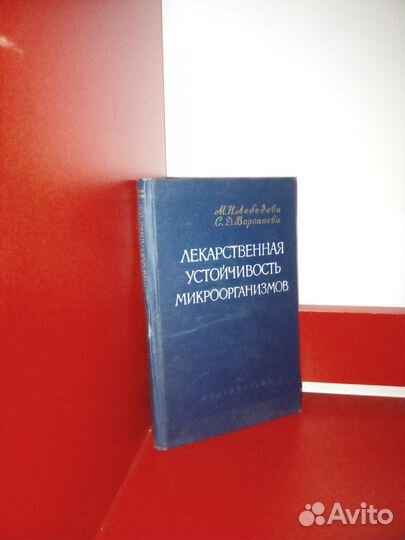 М. Н. Лебедева
С. Д. Воропаева
ЛЕКАРСТВЕННАЯ
УСТОЙЧИВОСТЬ
МИКРООРГАНИЗМОВ
Avito